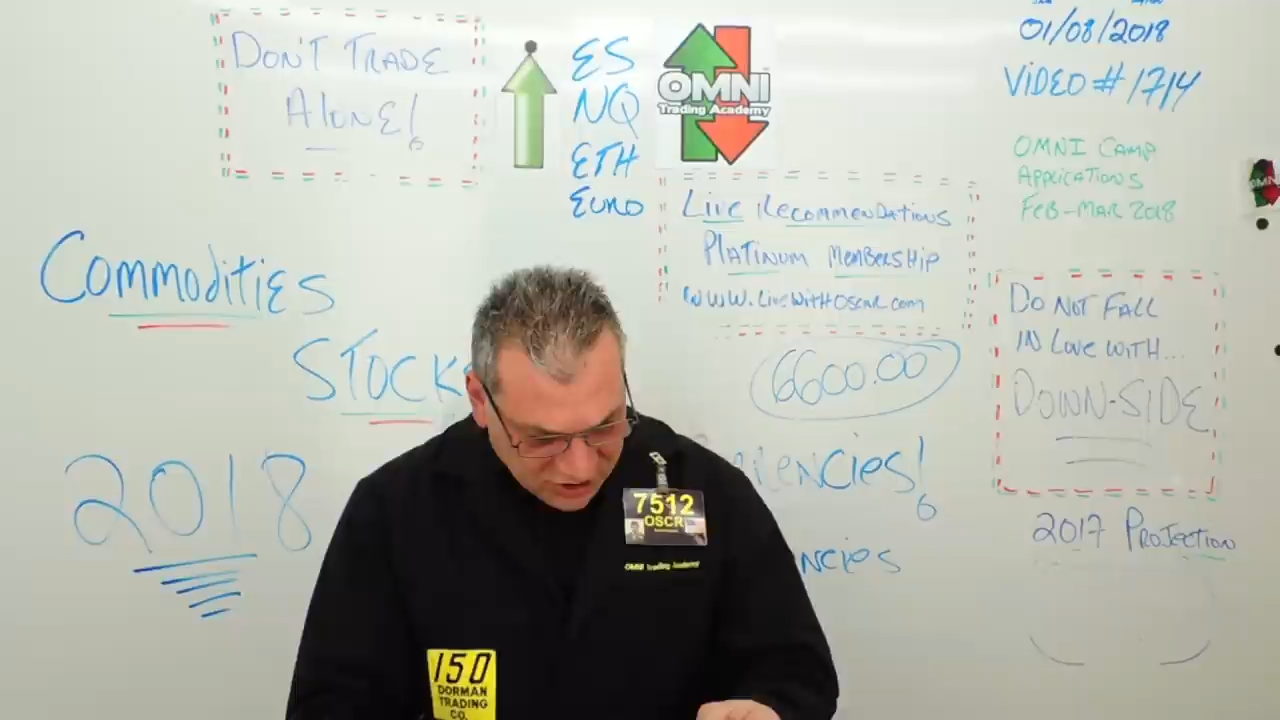 DON'T TRADE
ALONE!
ES
NQ
ETH
EURO
OMNI
Trading Academy
01/08/2018
VIDEO #1714
OMNI CAMP
APPLICATIONS
FEB-MAR 2018
LIVE RECOMMENDATIONS
PLATINUM MEMBERSHIP
WWW.LIVEWITHOSCAR.COM
COMMODITIES
STOCKS
2018
6600.00
DO NOT FALL
IN LOVE WITH...
DOWN-SIDE
2017 PROJECTION
7512
OSCR
OMNI Trading Academy
150
DORMAN
TRADING
CO.